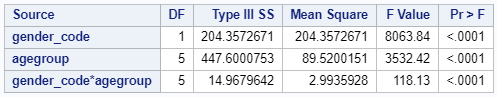 Source DF Type III SS Mean Square F Value Pr > F
gender_code 1 204.3572671 204.3572671 8063.84 <.0001
agegroup 5 447.6000753 89.5200151 3532.42 <.0001
gender_code*agegroup 5 14.9679642 2.9935928 118.13 <.0001